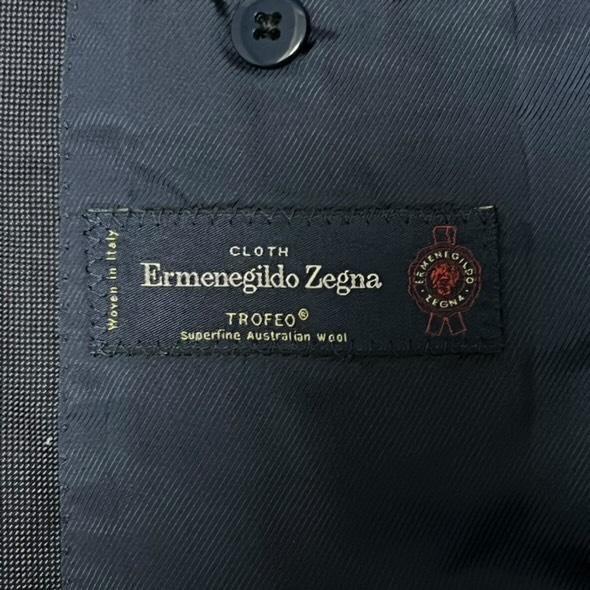 Woven in Italy
CLOTH
Ermenegildo Zegna
TROFEO®
Superfine Australian Wool
ERMENEGILDO
ZEGNA